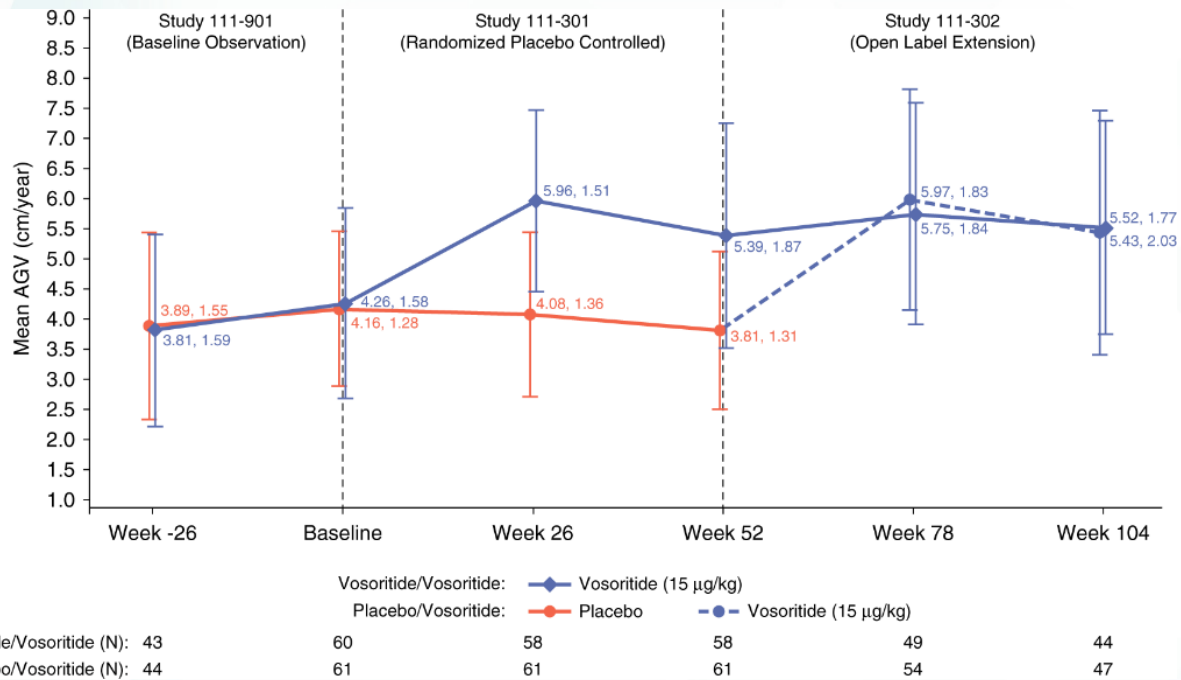 Study 111-901
(Baseline Observation)
Study 111-301
(Randomized Placebo Controlled)
Study 111-302
(Open Label Extension)
Mean AGV (cm/year)
9.0
8.5
8.0
7.5
7.0
6.5
6.0
5.5
5.0
4.5
4.0
3.5
3.0
2.5
2.0
1.5
1.0
3.89, 1.55
3.81, 1.59
4.26, 1.58
4.16, 1.28
5.96, 1.51
4.08, 1.36
5.39, 1.87
3.81, 1.31
5.97, 1.83
5.75, 1.84
5.52, 1.77
5.43, 2.03
Week -26 Baseline Week 26 Week 52 Week 78 Week 104
Vosoritide/Vosoritide: Vosoritide (15 µg/kg)
Placebo/Vosoritide: Placebo Vosoritide (15 µg/kg)
le/Vosoritide (N): 43 60 58 58 49 44
bo/Vosoritide (N): 44 61 61 61 54 47